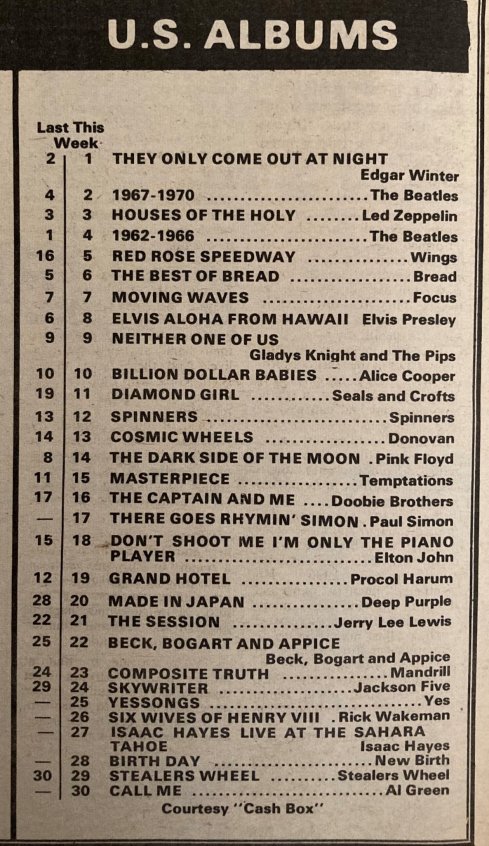 U.S. ALBUMS
Last This
Week
2 1 THEY ONLY COME OUT AT NIGHT
Edgar Winter
4 2 1967-1970 ........................ The Beatles
3 3 HOUSES OF THE HOLY ........ Led Zeppelin
1 4 1962-1966 ........................ The Beatles
16 5 RED ROSE SPEEDWAY ............... Wings
5 6 THE BEST OF BREAD ................... Bread
7 7 MOVING WAVES ...................... Focus
6 8 ELVIS ALOHA FROM HAWAII Elvis Presley
9 9 NEITHER ONE OF US
Gladys Knight and The Pips
10 10 BILLION DOLLAR BABIES ..... Alice Cooper
19 11 DIAMOND GIRL ............ Seals and Crofts
13 12 SPINNERS ........................... Spinners
14 13 COSMIC WHEELS .................... Donovan
8 14 THE DARK SIDE OF THE MOON . Pink Floyd
11 15 MASTERPIECE .................. Temptations
17 16 THE CAPTAIN AND ME .... Doobie Brothers
— 17 THERE GOES RHYMIN' SIMON . Paul Simon
15 18 DON'T SHOOT ME I'M ONLY THE PIANO
PLAYER ............................ Elton John
12 19 GRAND HOTEL .................. Procol Harum
28 20 MADE IN JAPAN ................ Deep Purple
22 21 THE SESSION ................. Jerry Lee Lewis
25 22 BECK, BOGART AND APPICE
Beck, Bogart and Appice
24 23 COMPOSITE TRUTH ................ Mandrill
29 24 SKYWRITER .................... Jackson Five
— 25 YESSONGS .............................. Yes
— 26 SIX WIVES OF HENRY VIII . Rick Wakeman
— 27 ISAAC HAYES LIVE AT THE SAHARA
TAHOE Isaac Hayes
— 28 BIRTH DAY ......................... New Birth
30 29 STEALERS WHEEL ........... Stealers Wheel
— 30 CALL ME ............................ Al Green
Courtesy "Cash Box"